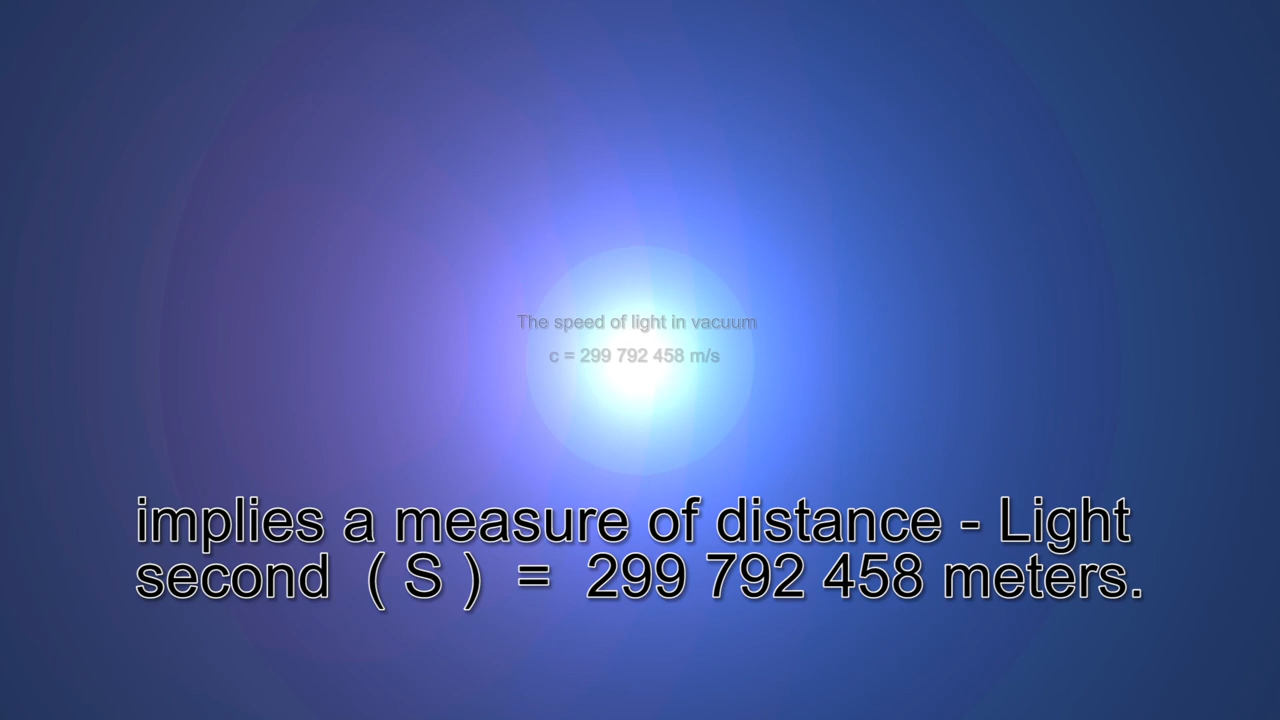 The speed of light in vacuum
c = 299 792 458 m/s
implies a measure of distance - Light
second ( S ) = 299 792 458 meters.